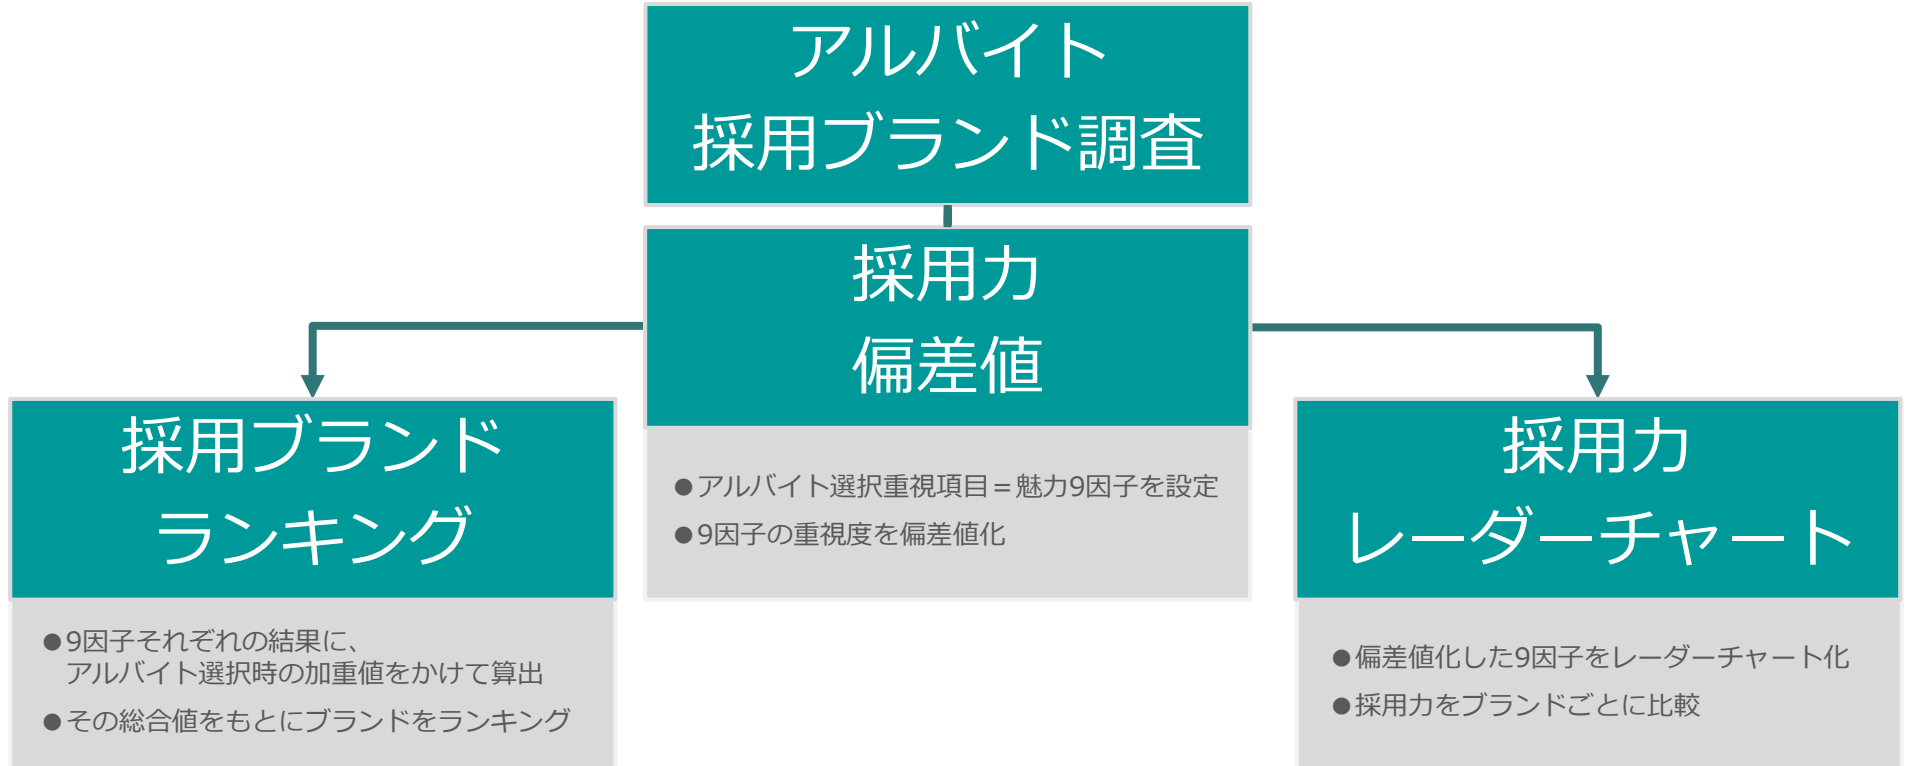 アルバイト
採用ブランド調査
採用力
偏差値
●アルバイト選択重視項目＝魅力9因子を設定
●9因子の重視度を偏差値化
採用ブランド
ランキング
●9因子それぞれの結果に、
アルバイト選択時の加重値をかけて算出
●その総合値をもとにブランドをランキング
採用力
レーダーチャート
●偏差値化した9因子をレーダーチャート化
●採用力をブランドごとに比較